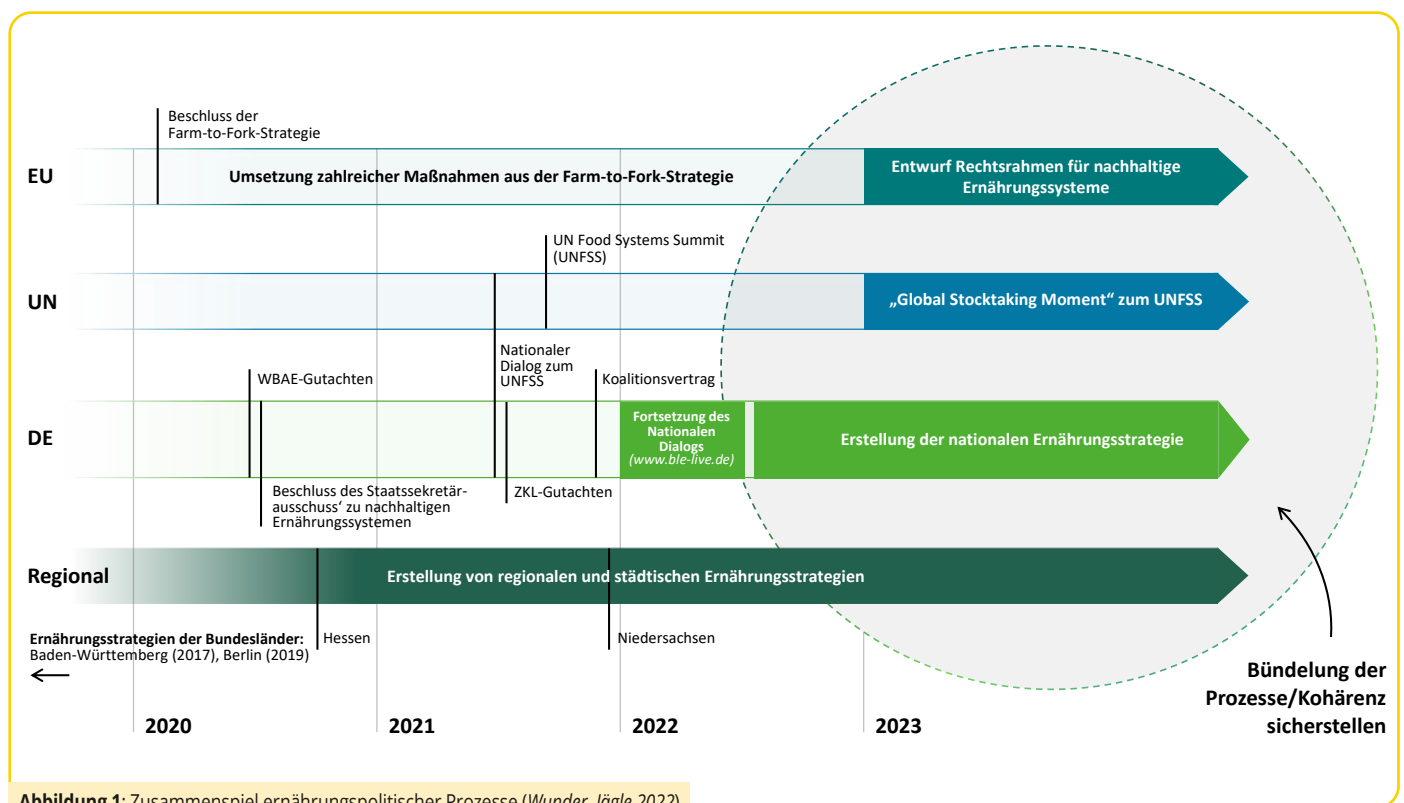 Beschluss der
Farm-to-Fork-Strategie
EU
Umsetzung zahlreicher Maßnahmen aus der Farm-to-Fork-Strategie
Entwurf Rechtsrahmen für nachhaltige
Ernährungssysteme
UN Food Systems Summit
(UNFSS)
UN
„Global Stocktaking Moment“ zum UNFSS
Nationaler
Dialog zum
UNFSS
WBAE-Gutachten
Koalitionsvertrag
DE
Fortsetzung des
Nationalen
Dialogs
(www.ble-live.de)
Erstellung der nationalen Ernährungsstrategie
Beschluss des Staatssekretär-
ausschuss‘ zu nachhaltigen
Ernährungssystemen
ZKL-Gutachten
Regional
Erstellung von regionalen und städtischen Ernährungsstrategien
Ernährungsstrategien der Bundesländer:
Baden-Württemberg (2017), Berlin (2019)
Hessen
Niedersachsen
Bündelung der
Prozesse/Kohärenz
sicherstellen
2020
2021
2022
2023
Abbildung 1: Zusammenspiel ernährungspolitischer Prozesse (Wunder, Jägle 2022)